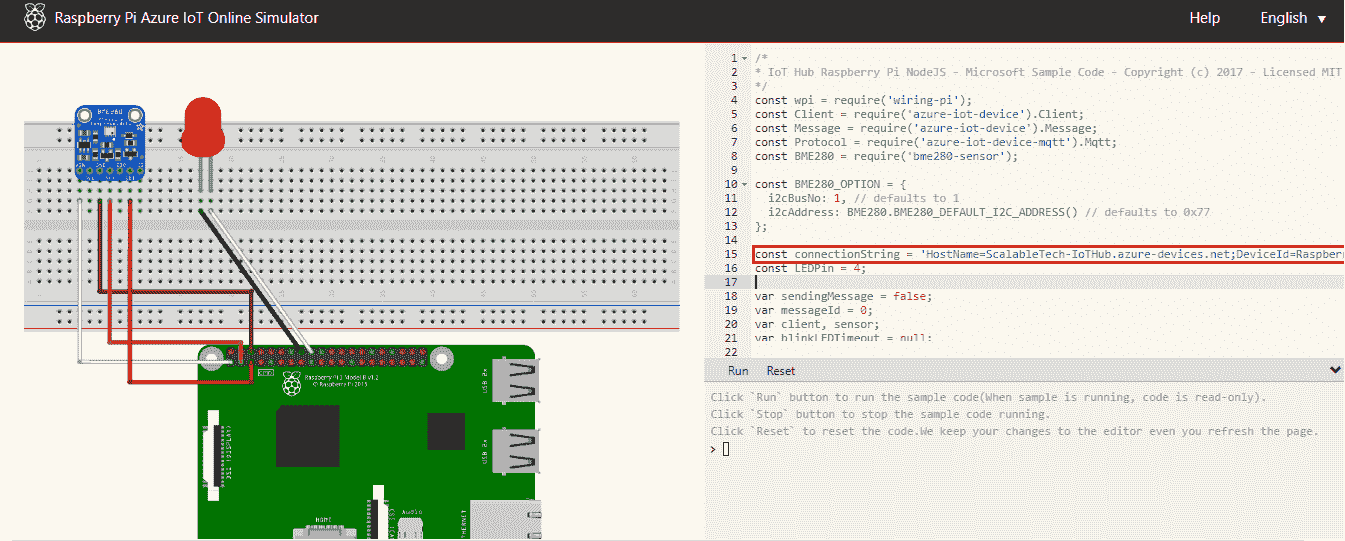 Raspberry Pi Azure IoT Online Simulator
Help
English ▼
BME280
1 /*
2 * IoT Hub Raspberry Pi NodeJS - Microsoft Sample Code - Copyright (c) 2017 - Licensed MIT
3 */
4 const wpi = require('wiring-pi');
5 const Client = require('azure-iot-device').Client;
6 const Message = require('azure-iot-device').Message;
7 const Protocol = require('azure-iot-device-mqtt').Mqtt;
8 const BME280 = require('bme280-sensor');
9
10 const BME280_OPTION = {
11 i2cBusNo: 1, // defaults to 1
12 i2cAddress: BME280.BME280_DEFAULT_I2C_ADDRESS() // defaults to 0x77
13 };
14
15 const connectionString = 'HostName=ScalableTech-IoTHub.azure-devices.net;DeviceId=Raspberr
16 const LEDPin = 4;
17
18 var sendingMessage = false;
19 var messageId = 0;
20 var client, sensor;
21 var blinkLEDTimeout = null;
22
Run
Reset
Click `Run` button to run the sample code(When sample is running, code is read-only).
Click `Stop` button to stop the sample code running.
Click `Reset` to reset the code.We keep your changes to the editor even you refresh the page.
>
Raspberry Pi 3 Model B v1.2
© Raspberry Pi 2015
USB 2x
USB 2x
DSI (DISPLAY)
HDMI
Audio
ETHERNET